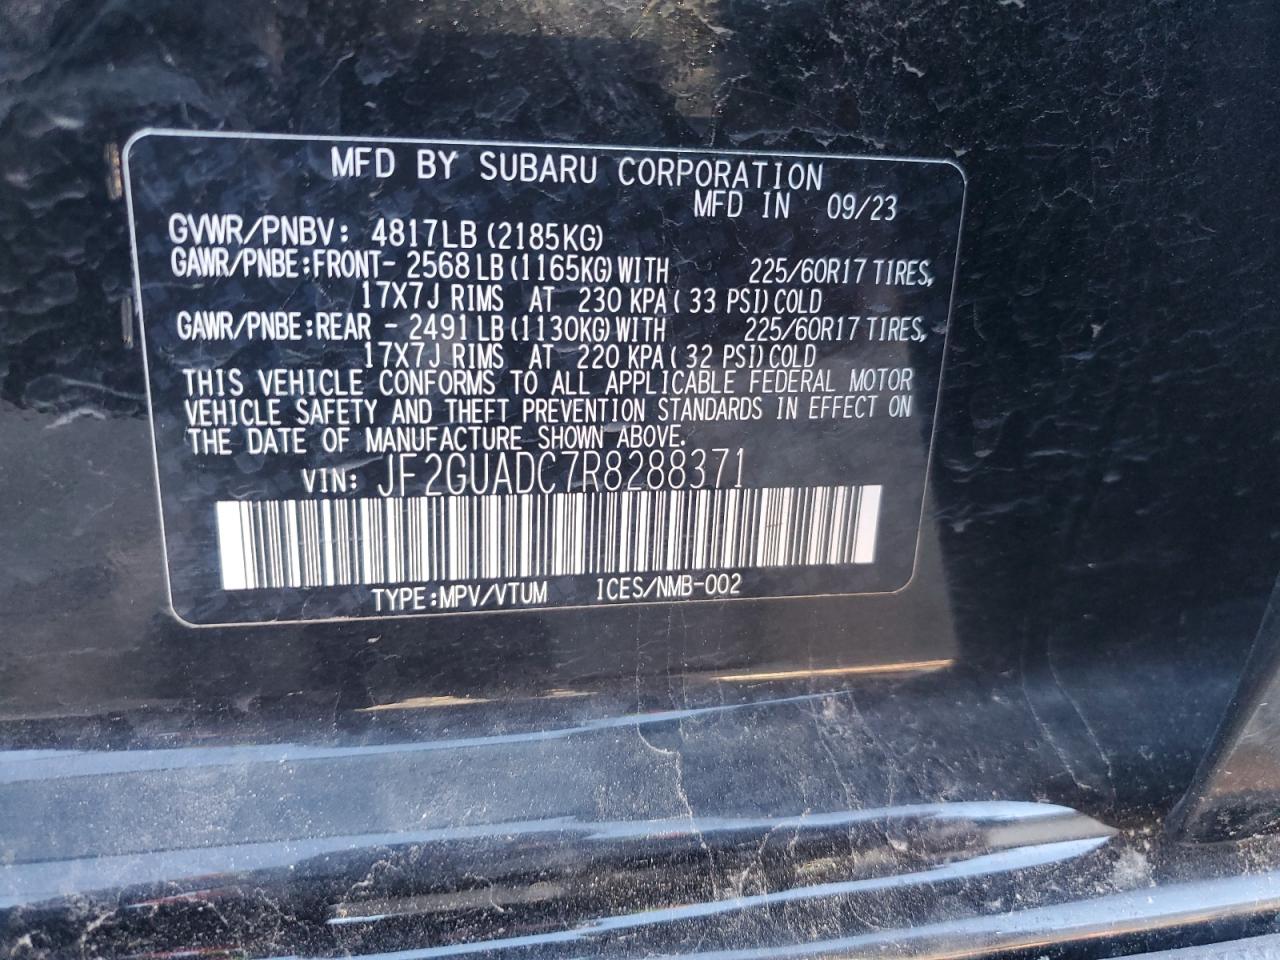 MFD BY SUBARU CORPORATION
MFD IN 09/23
GVWR/PNBV: 4817LB (2185KG)
GAWR/PNBE:FRONT- 2568 LB (1165KG) WITH 225/60R17 TIRES,
17X7J RIMS AT 230 KPA( 33 PSI) COLD
GAWR/PNBE:REAR - 2491 LB (1130KG) WITH 225/60R17 TIRES,
17X7J RIMS AT 220 KPA( 32 PSI) COLD
THIS VEHICLE CONFORMS TO ALL APPLICABLE FEDERAL MOTOR
VEHICLE SAFETY AND THEFT PREVENTION STANDARDS IN EFFECT ON
THE DATE OF MANUFACTURE SHOWN ABOVE.
VIN: JF2GUADC7R8288371
TYPE:MPV/VTUM ICES/NMB-002